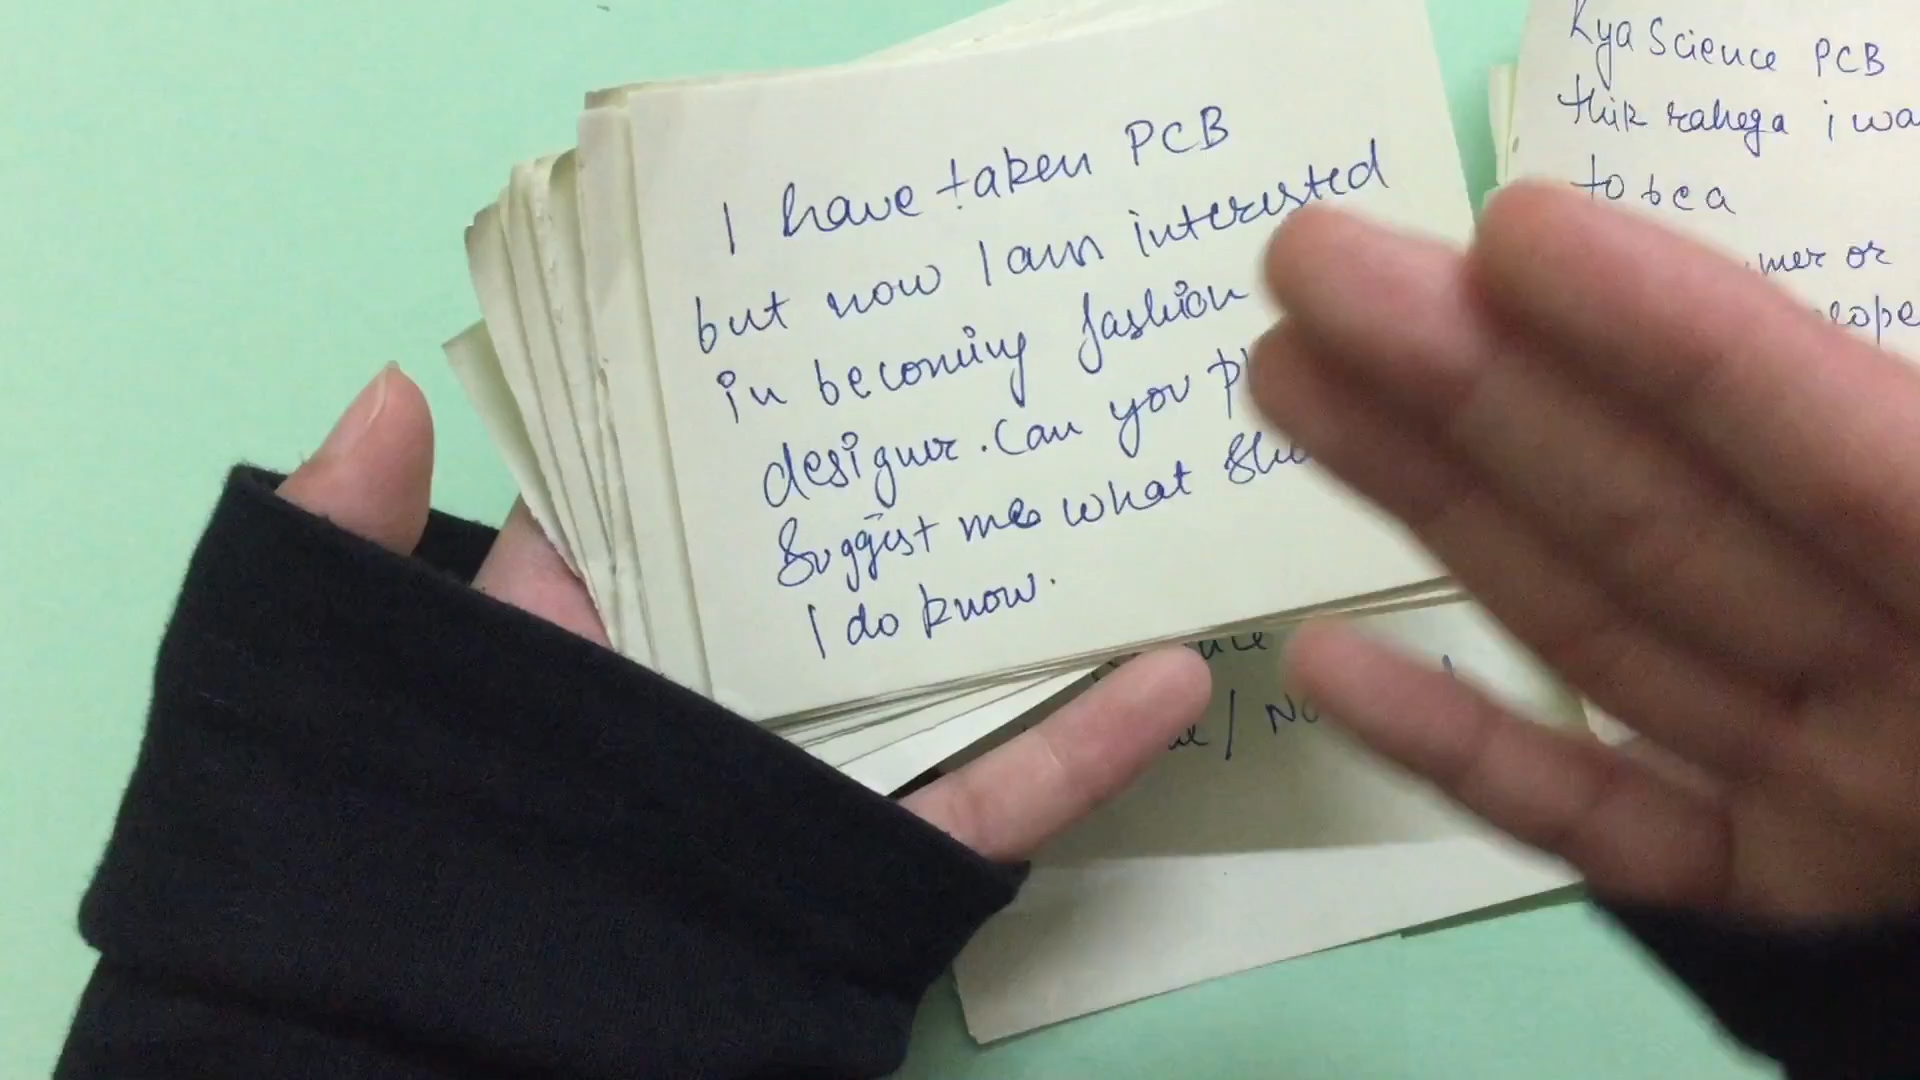 I have taken PCB
but now I am interested
in becoming fashion
designer. Can you
Suggest me what
I do know.
Kya Science PCB
thik rahega i wa
to be a
or